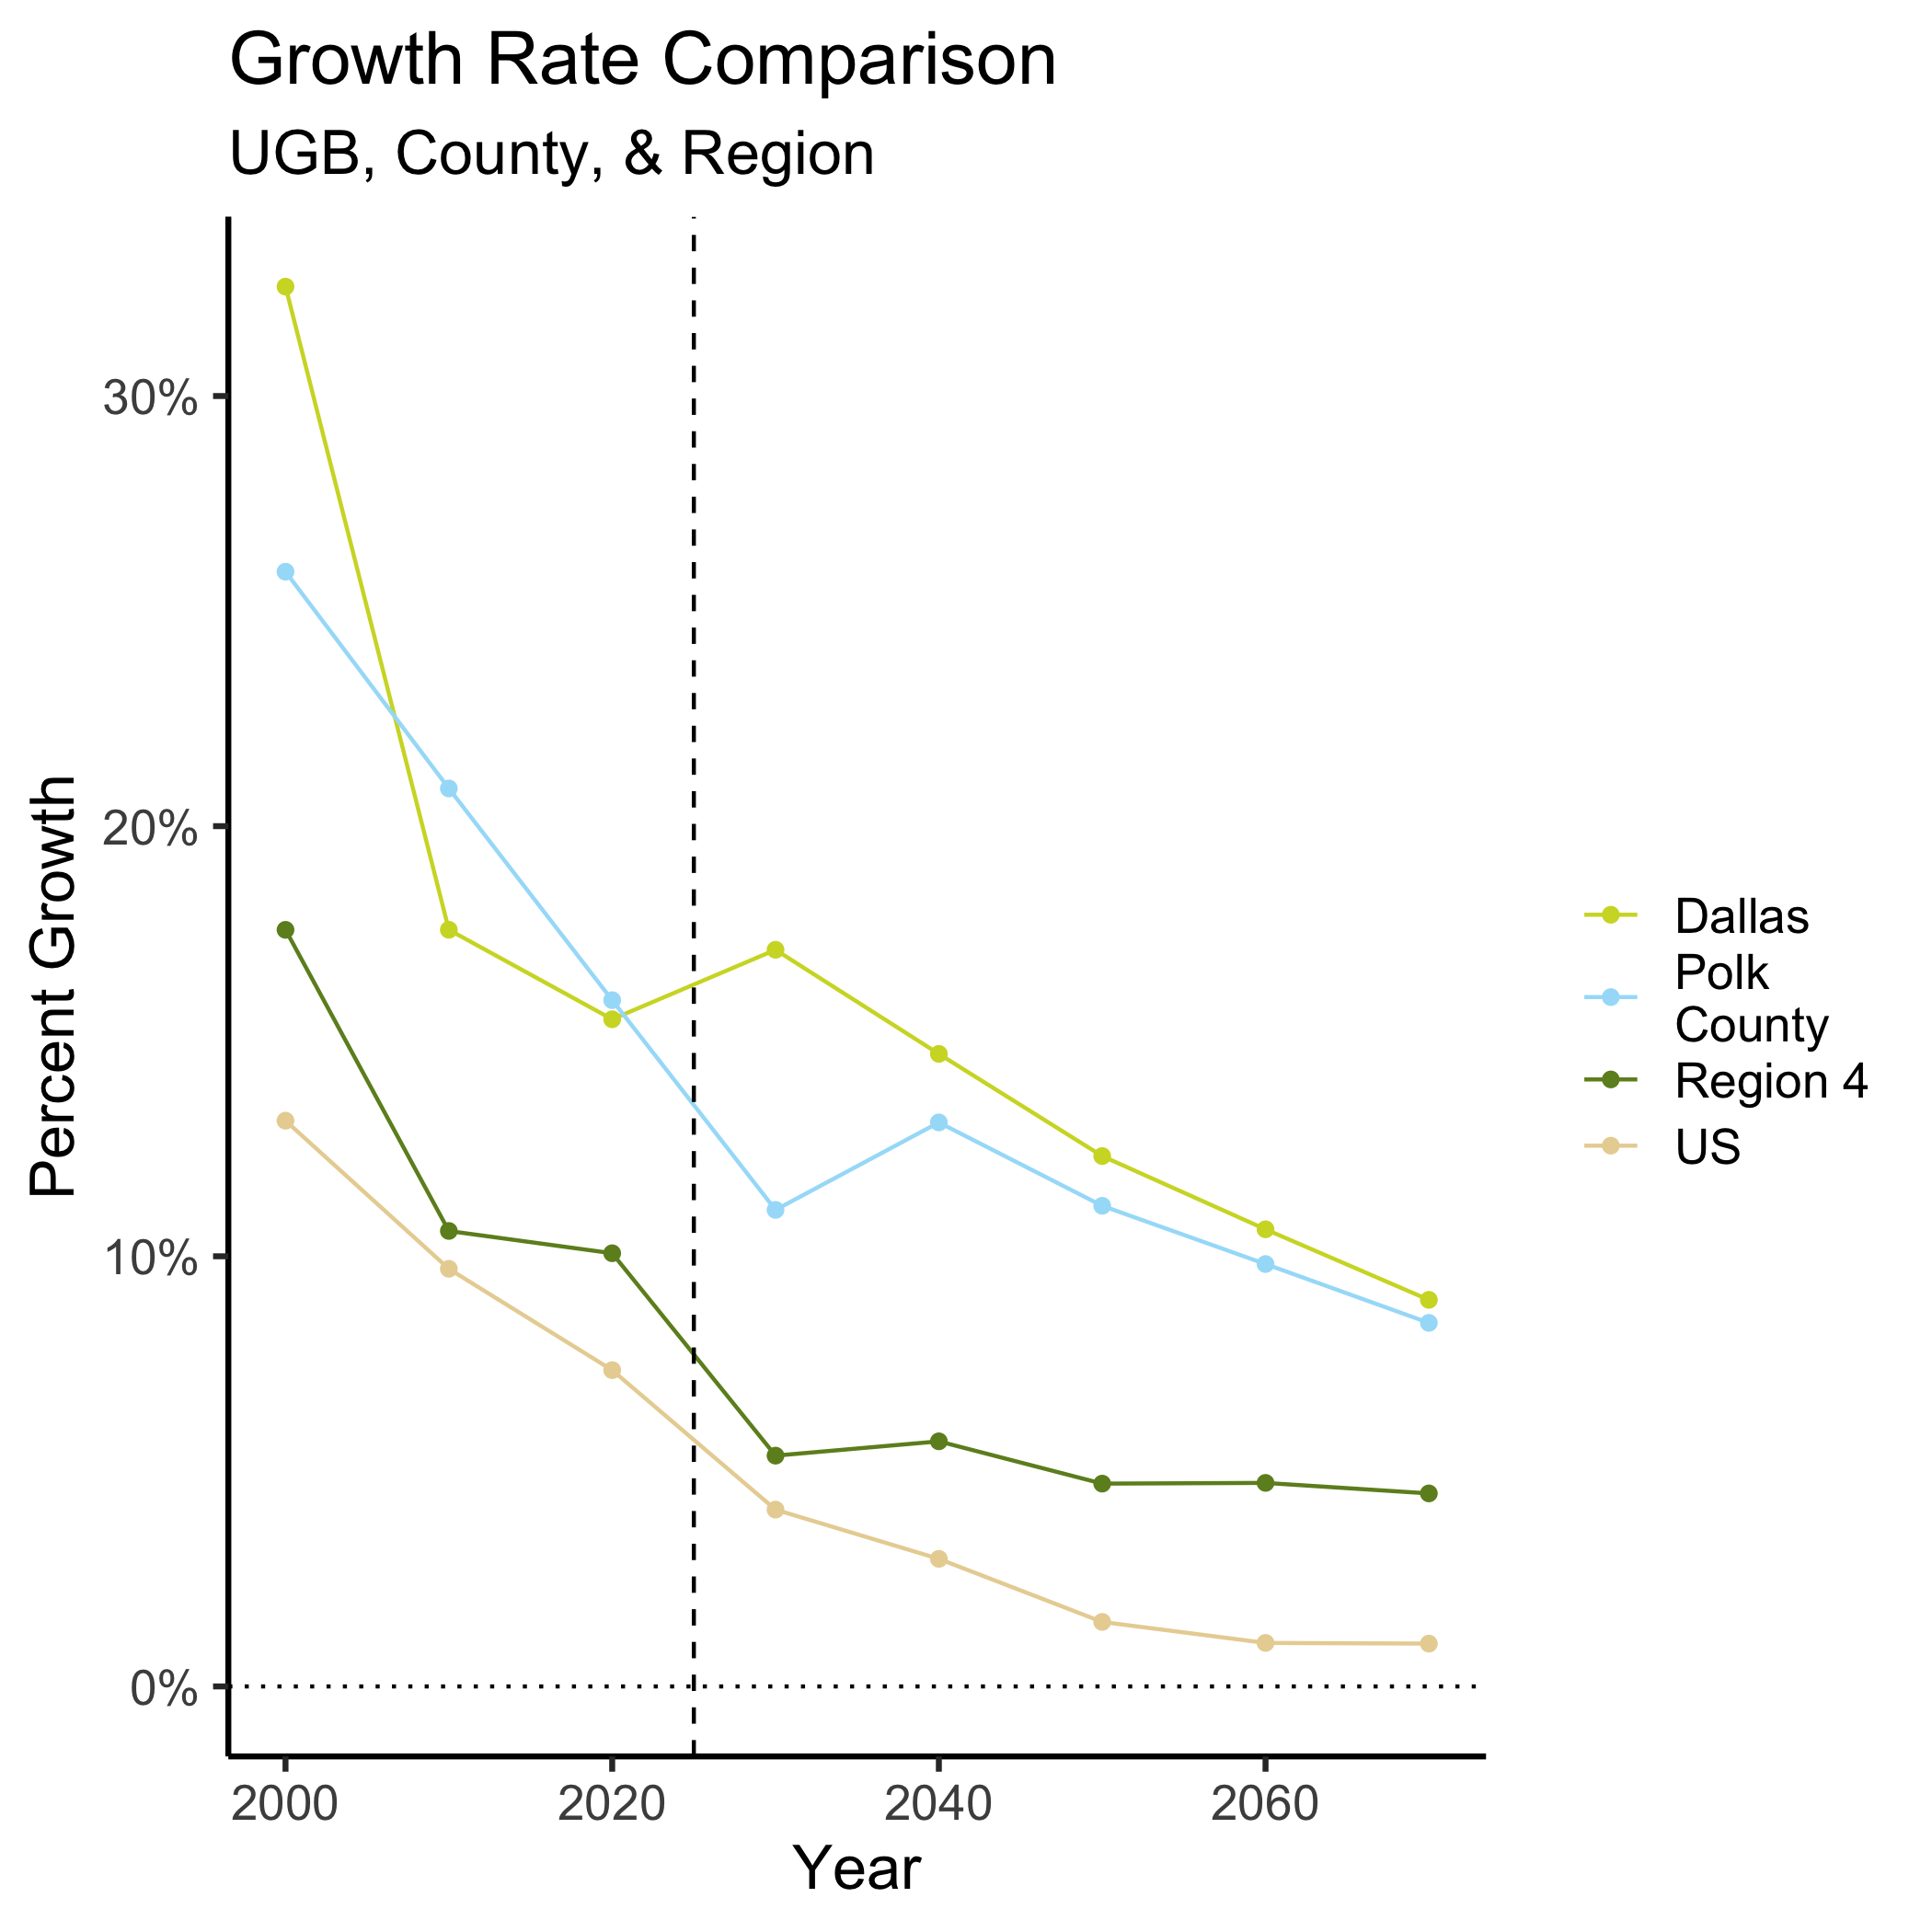 Growth Rate Comparison
UGB, County, & Region
Percent Growth
30%
20%
10%
0%
2000
2020
2040
2060
Year
Dallas
Polk
County
Region 4
US